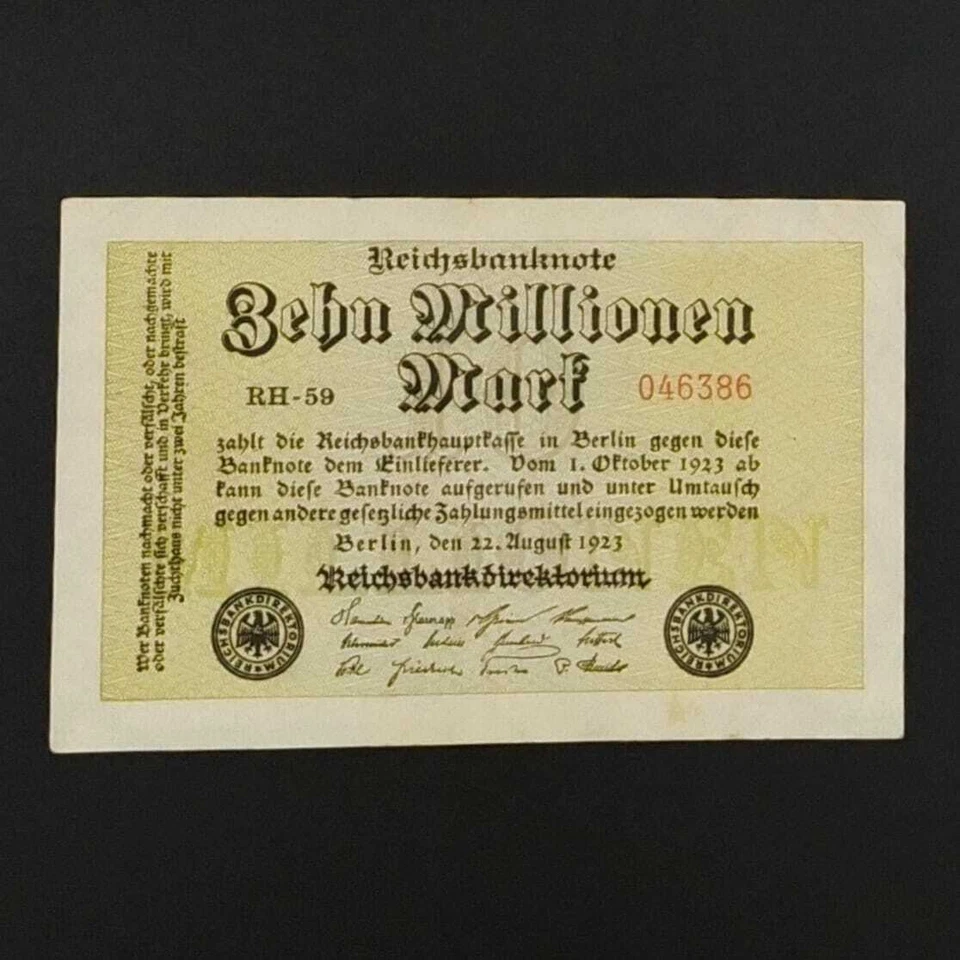 Reichsbanknote
Zehn Millionen
Mark
RH-59
046386
zahlt die Reichsbankhauptkasse in Berlin gegen diese
Banknote dem Einlieferer. Vom 1. Oktober 1923 ab
kann diese Banknote aufgerufen und unter Umtausch
gegen andere gesetzliche Zahlungsmittel eingezogen werden
Berlin, den 22. August 1923
Reichsbankdirektorium
REICHSBANKDIREKTORIUM
REICHSBANKDIREKTORIUM
Wer Banknoten nachmacht oder verfälscht, oder nachgemachte
oder verfälschte sich verschafft und in Verkehr bringt, wird mit
Zuchthaus nicht unter zwei Jahren bestraft